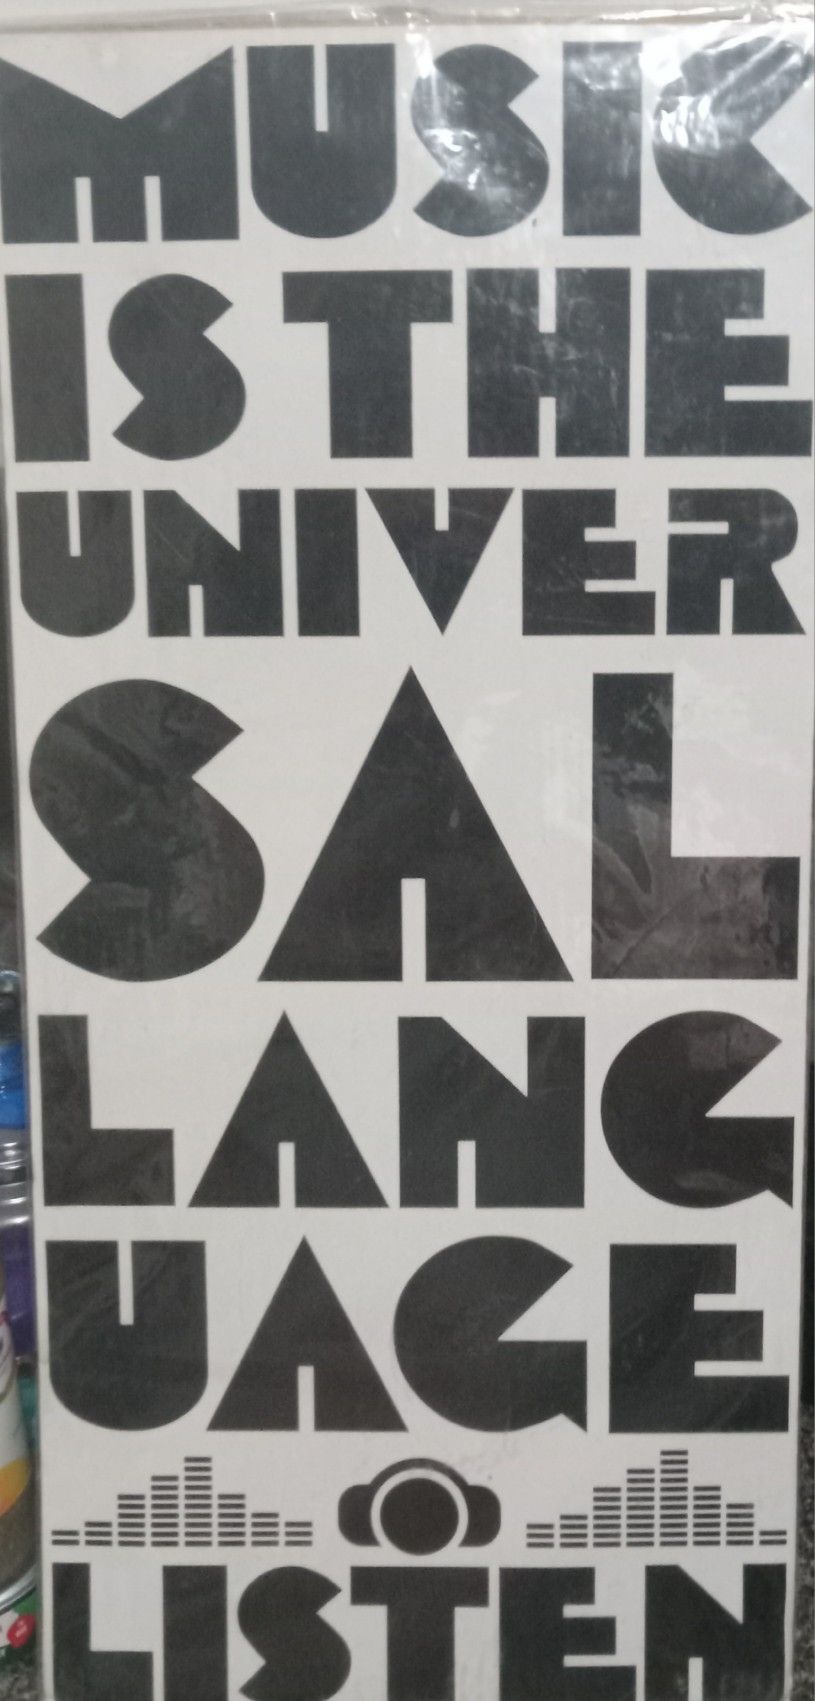 MUSIC
IS THE
UNIVER
SAL
LANG
UAGE
LISTEN